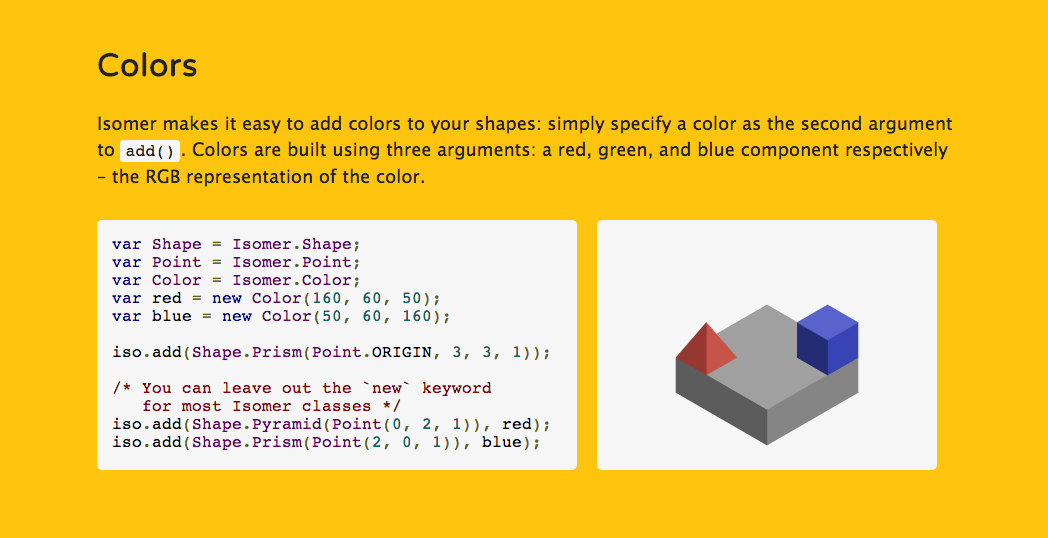 Colors
Isomer makes it easy to add colors to your shapes: simply specify a color as the second argument
to add(). Colors are built using three arguments: a red, green, and blue component respectively
– the RGB representation of the color.
var Shape = Isomer.Shape;
var Point = Isomer.Point;
var Color = Isomer.Color;
var red = new Color(160, 60, 50);
var blue = new Color(50, 60, 160);
iso.add(Shape.Prism(Point.ORIGIN, 3, 3, 1));
/* You can leave out the `new` keyword
   for most Isomer classes */
iso.add(Shape.Pyramid(Point(0, 2, 1)), red);
iso.add(Shape.Prism(Point(2, 0, 1)), blue);